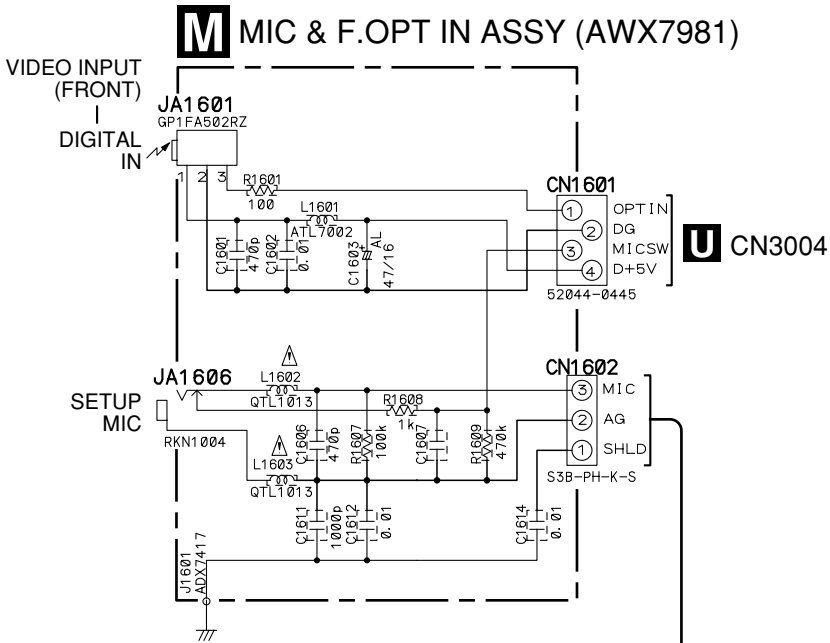 M MIC & F.OPT IN ASSY (AWX7981)
VIDEO INPUT
(FRONT)
DIGITAL
IN
JA1601
GP1FA502RZ
1 2 3
R1601
100
L1601
ATL7002
C1601
470p
C1602
0.01
C1603
+
AL
47/16
CN1601
1 OPTIN
2 DG
3 MICSW
4 D+5V
52044-0445
U CN3004
JA1606
SETUP
MIC
RKN1004
L1602
QTL1013
R1608
1k
L1603
QTL1013
C1606
470p
R1607
100k
C1607
R1609
470k
CN1602
3 MIC
2 AG
1 SHLD
S3B-PH-K-S
C1611
1000p
C1612
0.01
C1614
0.01
J1601
ADX7417